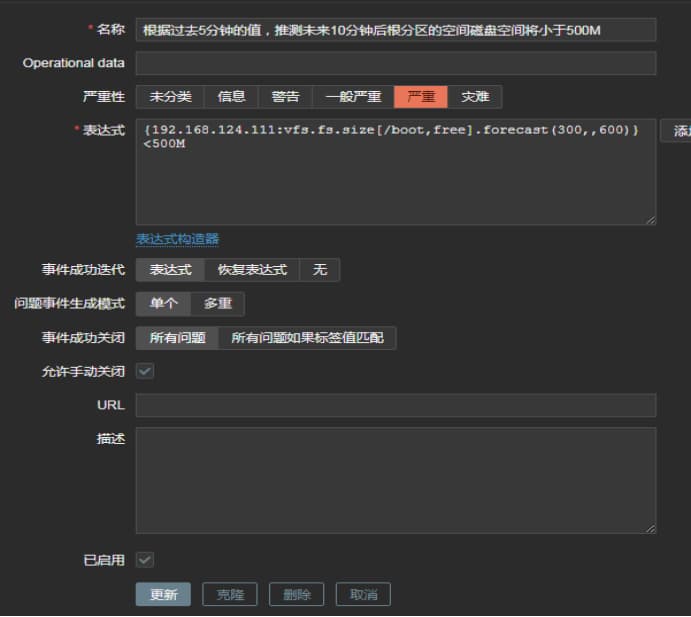 * 名称 根据过去5分钟的值，推测未来10分钟后根分区的空间磁盘空间将小于500M
Operational data
严重性 未分类 信息 警告 一般严重 严重 灾难
* 表达式 {192.168.124.111:vfs.fs.size[/boot,free].forecast(300,,600)} 添加
<500M
表达式构造器
事件成功迭代 表达式 恢复表达式 无
问题事件生成模式 单个 多重
事件成功关闭 所有问题 所有问题如果标签值匹配
允许手动关闭
URL
描述
已启用
更新 克隆 删除 取消